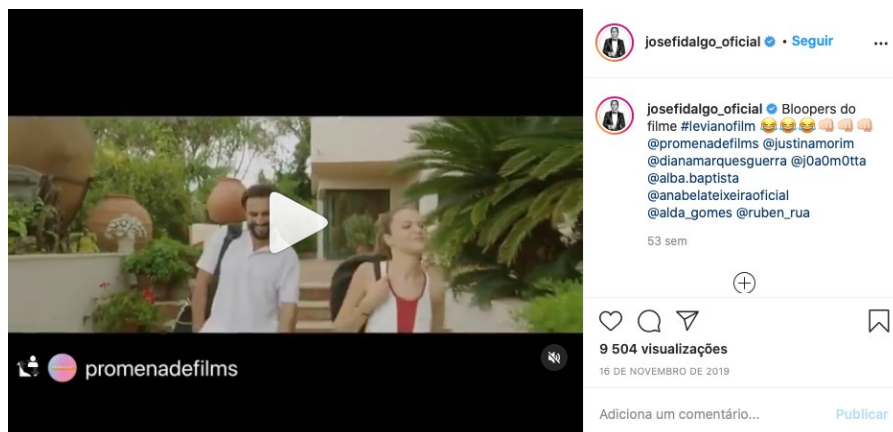 josefidalgo_oficial • Seguir
josefidalgo_oficial Bloopers do
filme #levianofilm 😂😂😂👊🏻👊🏻👊🏻
@promenadefilms @justinamorim
@dianamarquesguerra @j0a0m0tta
@alba.baptista
@anabelateixeiraoficial
@alda_gomes @ruben_rua
53 sem
promenadefilms
9 504 visualizações
16 DE NOVEMBRO DE 2019
Adiciona um comentário... Publicar